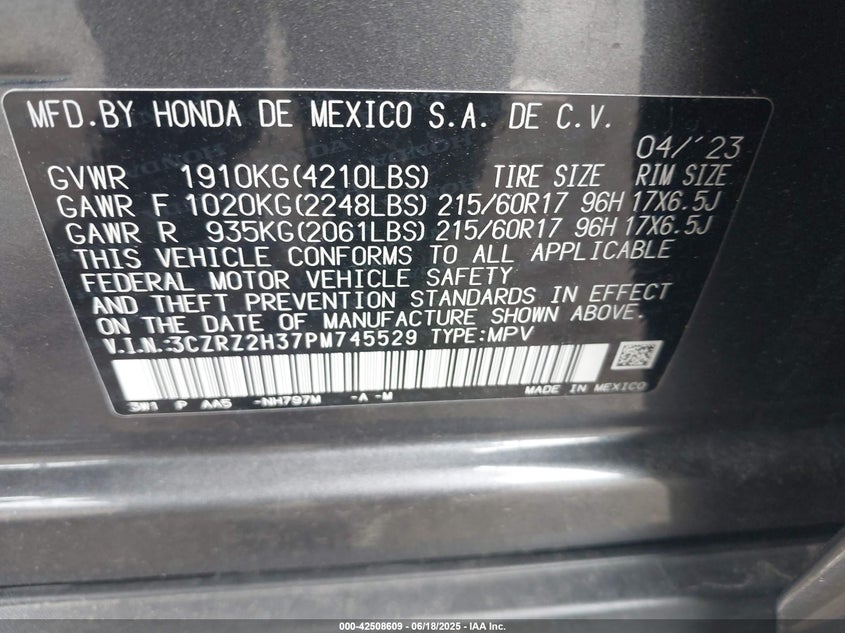 MFD.BY HONDA DE MEXICO S.A. DE C.V.
04/'23
GVWR 1910KG(4210LBS) TIRE SIZE RIM SIZE
GAWR F 1020KG(2248LBS) 215/60R17 96H 17X6.5J
GAWR R 935KG(2061LBS) 215/60R17 96H 17X6.5J
THIS VEHICLE CONFORMS TO ALL APPLICABLE
FEDERAL MOTOR VEHICLE SAFETY
AND THEFT PREVENTION STANDARDS IN EFFECT
ON THE DATE OF MANUFACTURE SHOWN ABOVE.
V.I.N.:3CZRZ2H37PM745529 TYPE:MPV
MADE IN MEXICO
3W1 P AA5 -NH797M -A -M
000-42508609 | 06/18/2025 | IAA Inc.